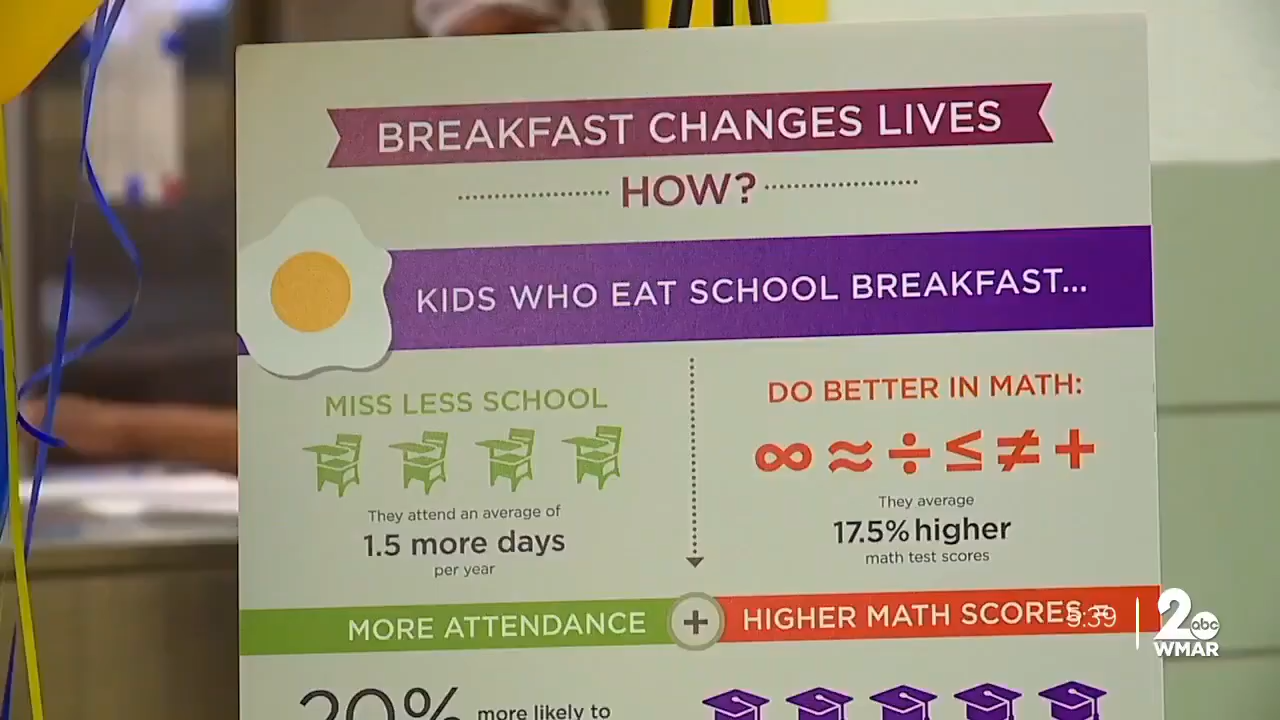 BREAKFAST CHANGES LIVES
HOW?
KIDS WHO EAT SCHOOL BREAKFAST...
MISS LESS SCHOOL
They attend an average of
1.5 more days
per year
DO BETTER IN MATH:
∞ ≈ ÷ ≤ ≠ +
They average
17.5% higher
math test scores
MORE ATTENDANCE + HIGHER MATH SCORES =
5:39
2 abc
WMAR
20% more likely to